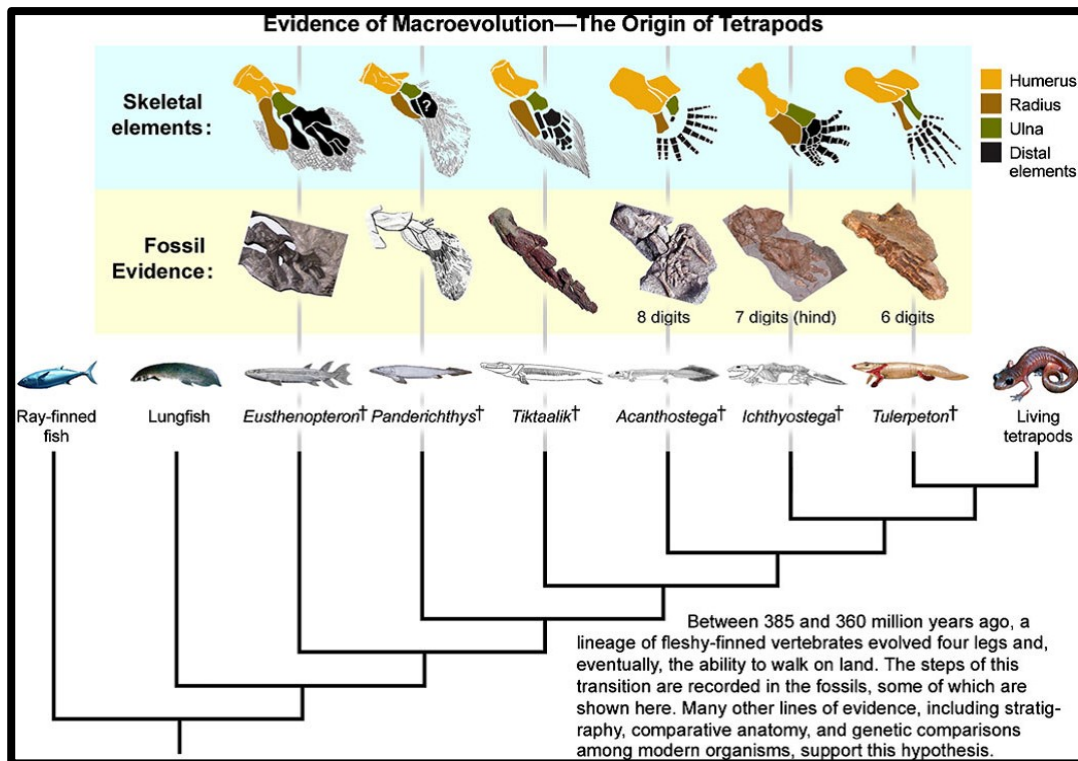 Evidence of Macroevolution—The Origin of Tetrapods
Skeletal
elements:
?
Humerus
Radius
Ulna
Distal
elements
Fossil
Evidence:
8 digits
7 digits (hind)
6 digits
Ray-finned
fish
Lungfish
Eusthenopteron†
Panderichthys†
Tiktaalik†
Acanthostega†
Ichthyostega†
Tulerpeton†
Living
tetrapods
Between 385 and 360 million years ago, a
lineage of fleshy-finned vertebrates evolved four legs and,
eventually, the ability to walk on land. The steps of this
transition are recorded in the fossils, some of which are
shown here. Many other lines of evidence, including stratig-
raphy, comparative anatomy, and genetic comparisons
among modern organisms, support this hypothesis.